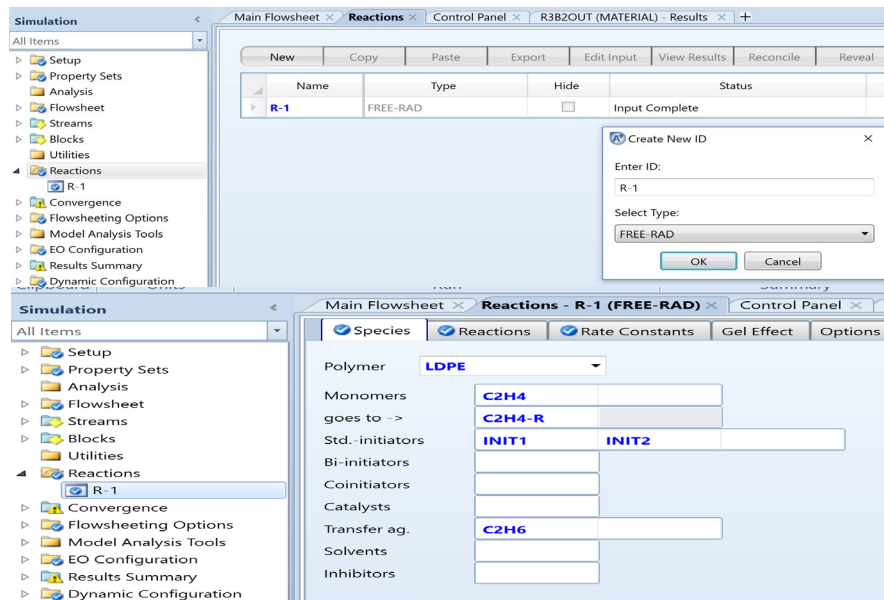 Simulation <
Main Flowsheet × Reactions × Control Panel × R3B2OUT (MATERIAL) - Results × +
All Items
Setup
Property Sets
Analysis
Flowsheet
Streams
Blocks
Utilities
Reactions
R-1
Convergence
Flowsheeting Options
Model Analysis Tools
EO Configuration
Results Summary
Dynamic Configuration
New Copy Paste Export Edit Input View Results Reconcile Reveal
Name Type Hide Status
R-1 FREE-RAD Input Complete
Create New ID ×
Enter ID:
R-1
Select Type:
FREE-RAD
OK Cancel
Clipboard Units Run Summary
Simulation <
Main Flowsheet × Reactions - R-1 (FREE-RAD) × Control Panel ×
All Items
Setup
Property Sets
Analysis
Flowsheet
Streams
Blocks
Utilities
Reactions
R-1
Convergence
Flowsheeting Options
Model Analysis Tools
EO Configuration
Results Summary
Dynamic Configuration
Species Reactions Rate Constants Gel Effect Options
Polymer LDPE
Monomers C2H4
goes to -> C2H4-R
Std.-initiators INIT1 INIT2
Bi-initiators
Coinitiators
Catalysts
Transfer ag. C2H6
Solvents
Inhibitors